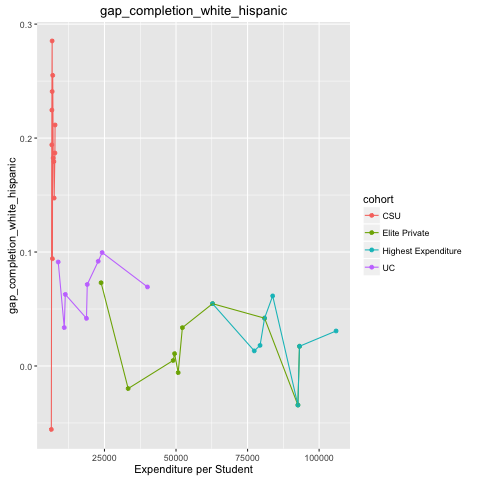 gap_completion_white_hispanic
0.3
0.2
0.1
0.0
gap_completion_white_hispanic
25000
50000
75000
100000
Expenditure per Student
cohort
CSU
Elite Private
Highest Expenditure
UC